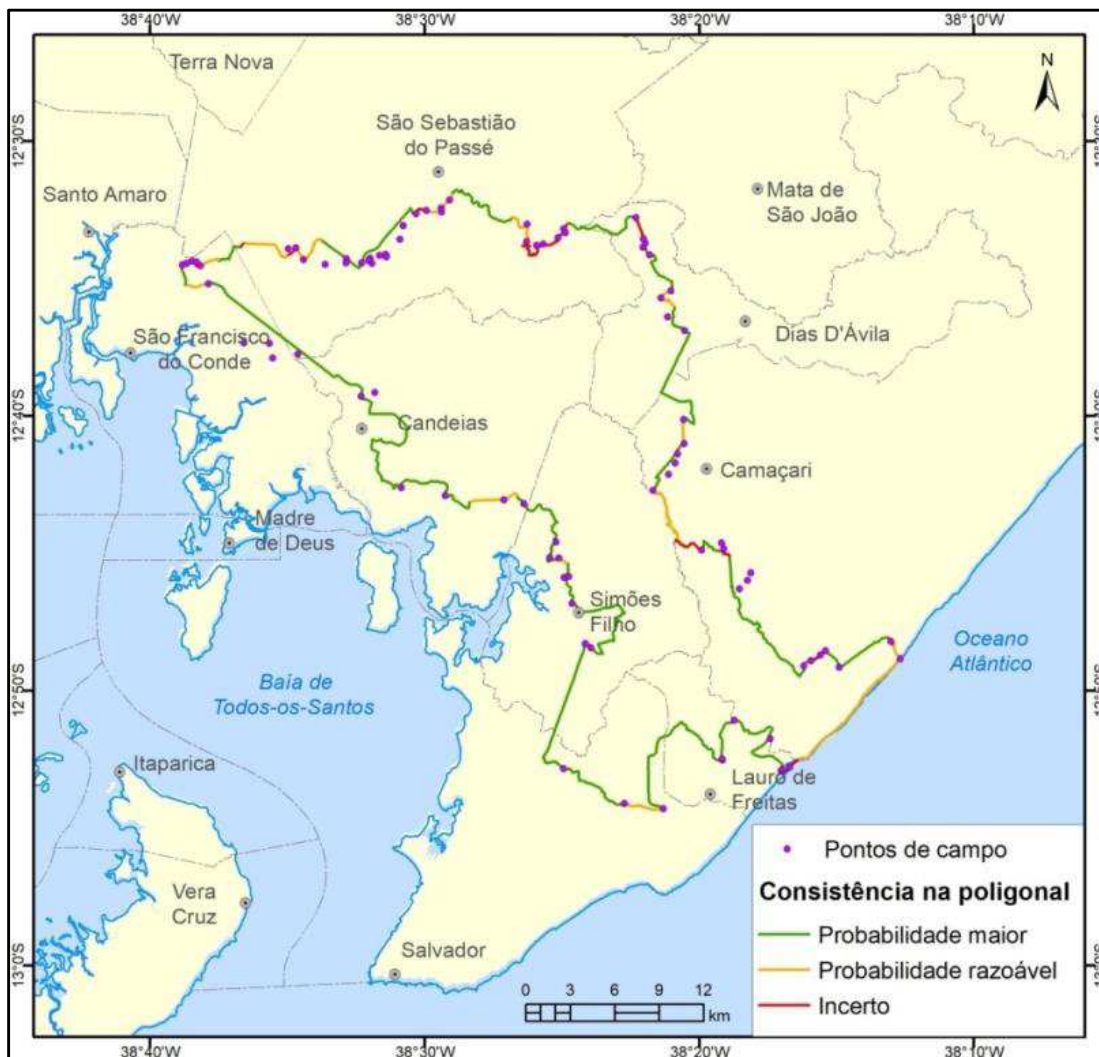 38°40'W
38°30'W
38°20'W
38°10'W
Terra Nova
N
São Sebastião
do Passé
12°30'S
Santo Amaro
Mata de
São João
São Francisco
do Conde
Dias D'Ávila
12°40'S
Candeias
Camaçari
Madre
de Deus
Simões
Filho
Oceano
Atlântico
12°50'S
12°50'S
Baía de
Todos-os-Santos
Itaparica
Lauro de
Freitas
Pontos de campo
Consistência na poligonal
Vera
Cruz
Probabilidade maior
Salvador
Probabilidade razoável
13°0'S
0 3 6 9 12
km
Incerto
38°40'W
38°30'W
38°20'W
38°10'W